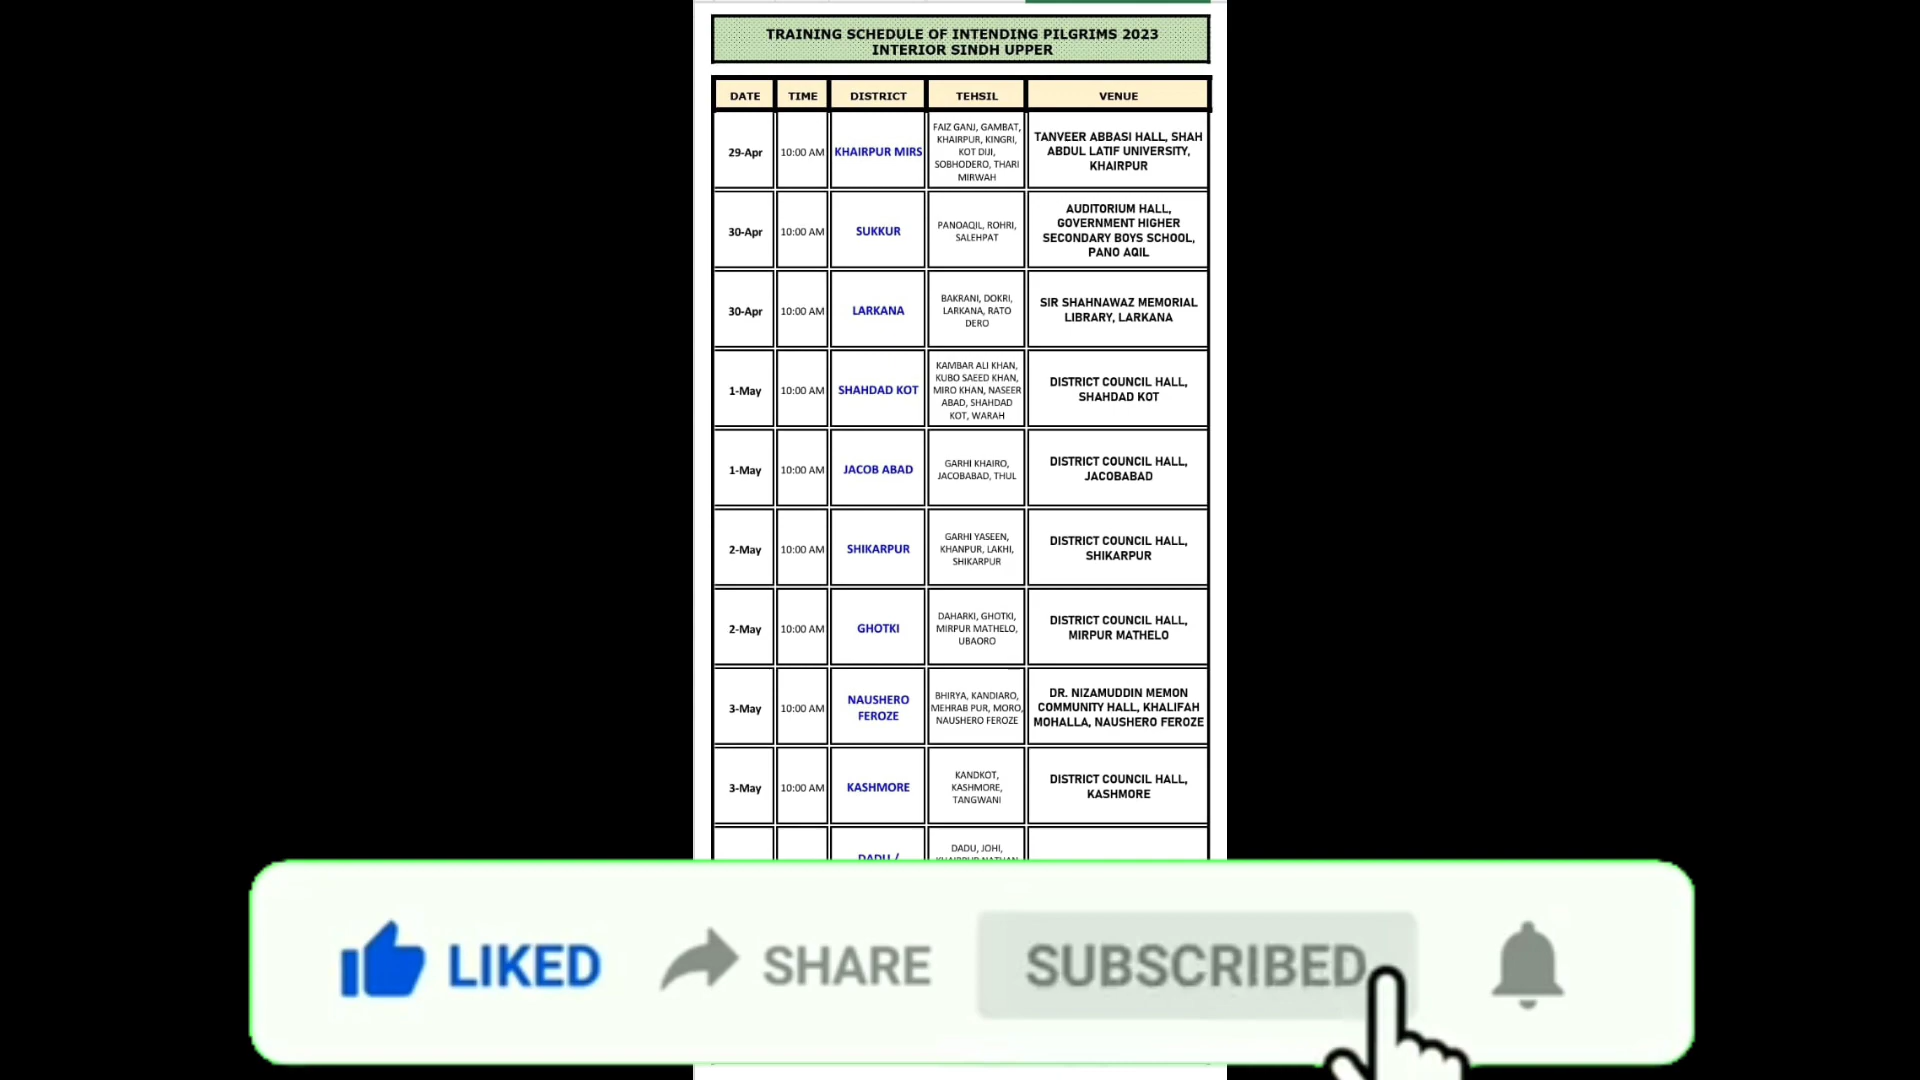 TRAINING SCHEDULE OF INTENDING PILGRIMS 2023
INTERIOR SINDH UPPER
DATE TIME DISTRICT TEHSIL VENUE
29-Apr 10:00 AM KHAIRPUR MIRS
FAIZ GANJ, GAMBAT,
KHAIRPUR, KINGRI,
KOT DIJI,
SOBHODERO, THARI
MIRWAH
TANVEER ABBASI HALL, SHAH
ABDUL LATIF UNIVERSITY,
KHAIRPUR
30-Apr 10:00 AM SUKKUR
PANOAQIL, ROHRI,
SALEHPAT
AUDITORIUM HALL,
GOVERNMENT HIGHER
SECONDARY BOYS SCHOOL,
PANO AQIL
30-Apr 10:00 AM LARKANA
BAKRANI, DOKRI,
LARKANA, RATO
DERO
SIR SHAHNAWAZ MEMORIAL
LIBRARY, LARKANA
1-May 10:00 AM SHAHDAD KOT
KAMBAR ALI KHAN,
KUBO SAEED KHAN,
MIRO KHAN, NASEER
ABAD, SHAHDAD
KOT, WARAH
DISTRICT COUNCIL HALL,
SHAHDAD KOT
1-May 10:00 AM JACOB ABAD
GARHI KHAIRO,
JACOBABAD, THUL
DISTRICT COUNCIL HALL,
JACOBABAD
2-May 10:00 AM SHIKARPUR
GARHI YASEEN,
KHANPUR, LAKHI,
SHIKARPUR
DISTRICT COUNCIL HALL,
SHIKARPUR
2-May 10:00 AM GHOTKI
DAHARKI, GHOTKI,
MIRPUR MATHELO,
UBAORO
DISTRICT COUNCIL HALL,
MIRPUR MATHELO
3-May 10:00 AM NAUSHERO
FEROZE
BHIRYA, KANDIARO,
MEHRAB PUR, MORO,
NAUSHERO FEROZE
DR. NIZAMUDDIN MEMON
COMMUNITY HALL, KHALIFAH
MOHALLA, NAUSHERO FEROZE
3-May 10:00 AM KASHMORE
KANDKOT,
KASHMORE,
TANGWANI
DISTRICT COUNCIL HALL,
KASHMORE
DADU /
DADU, JOHI,
LIKED SHARE SUBSCRIBED